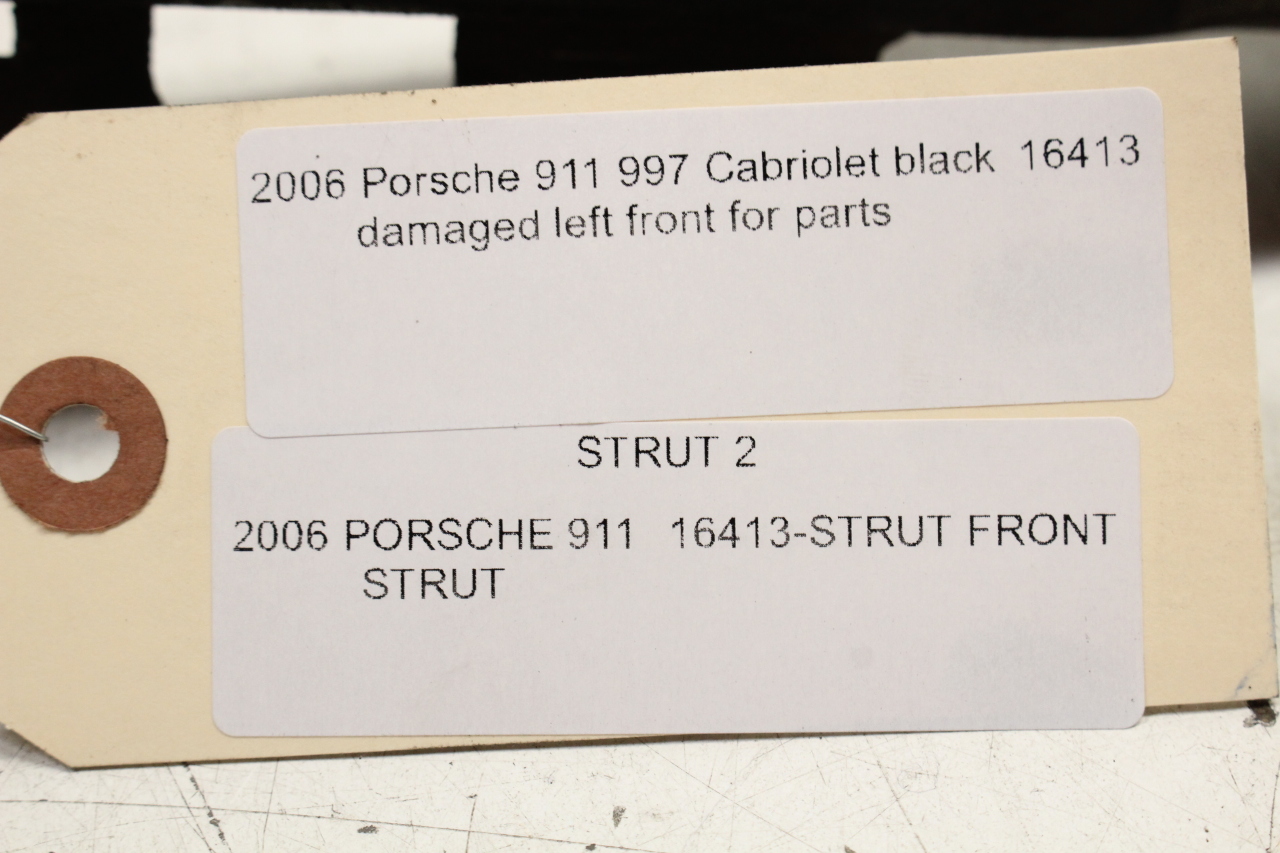 2006 Porsche 911 997 Cabriolet black 16413
damaged left front for parts
STRUT 2
2006 PORSCHE 911 16413-STRUT FRONT
STRUT